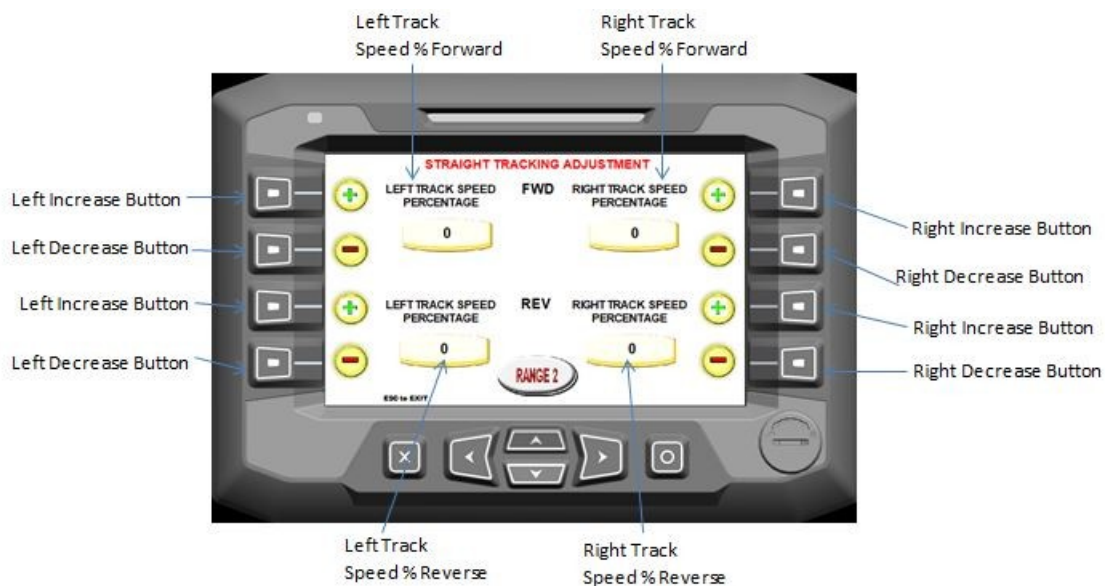 Left Track
Speed % Forward
Right Track
Speed % Forward
STRAIGHT TRACKING ADJUSTMENT
LEFT TRACK SPEED
PERCENTAGE
FWD
RIGHT TRACK SPEED
PERCENTAGE
0
0
LEFT TRACK SPEED
PERCENTAGE
REV
RIGHT TRACK SPEED
PERCENTAGE
0
0
RANGE 2
ESC to EXIT
Left Increase Button
Left Decrease Button
Left Increase Button
Left Decrease Button
Right Increase Button
Right Decrease Button
Right Increase Button
Right Decrease Button
Left Track
Speed % Reverse
Right Track
Speed % Reverse